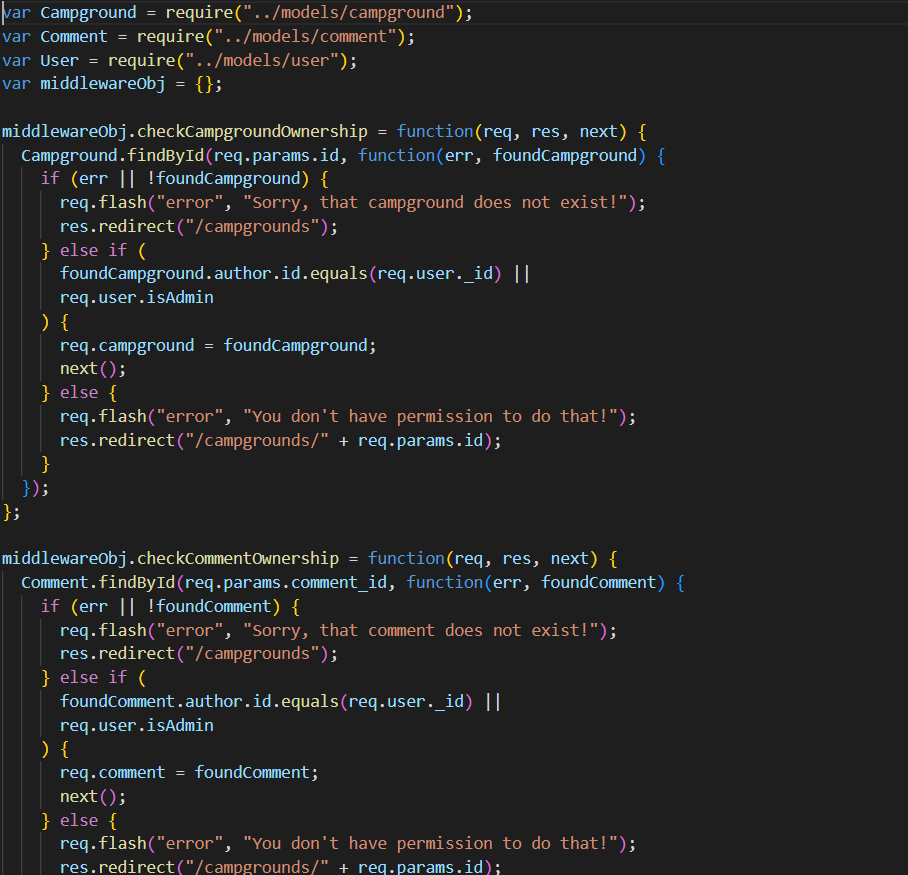 var Campground = require("../models/campground");
var Comment = require("../models/comment");
var User = require("../models/user");
var middlewareObj = {};

middlewareObj.checkCampgroundOwnership = function(req, res, next) {
  Campground.findById(req.params.id, function(err, foundCampground) {
    if (err || !foundCampground) {
      req.flash("error", "Sorry, that campground does not exist!");
      res.redirect("/campgrounds");
    } else if (
      foundCampground.author.id.equals(req.user._id) ||
      req.user.isAdmin
    ) {
      req.campground = foundCampground;
      next();
    } else {
      req.flash("error", "You don't have permission to do that!");
      res.redirect("/campgrounds/" + req.params.id);
    }
  });
};

middlewareObj.checkCommentOwnership = function(req, res, next) {
  Comment.findById(req.params.comment_id, function(err, foundComment) {
    if (err || !foundComment) {
      req.flash("error", "Sorry, that comment does not exist!");
      res.redirect("/campgrounds");
    } else if (
      foundComment.author.id.equals(req.user._id) ||
      req.user.isAdmin
    ) {
      req.comment = foundComment;
      next();
    } else {
      req.flash("error", "You don't have permission to do that!");
      res.redirect("/campgrounds/" + req.params.id);